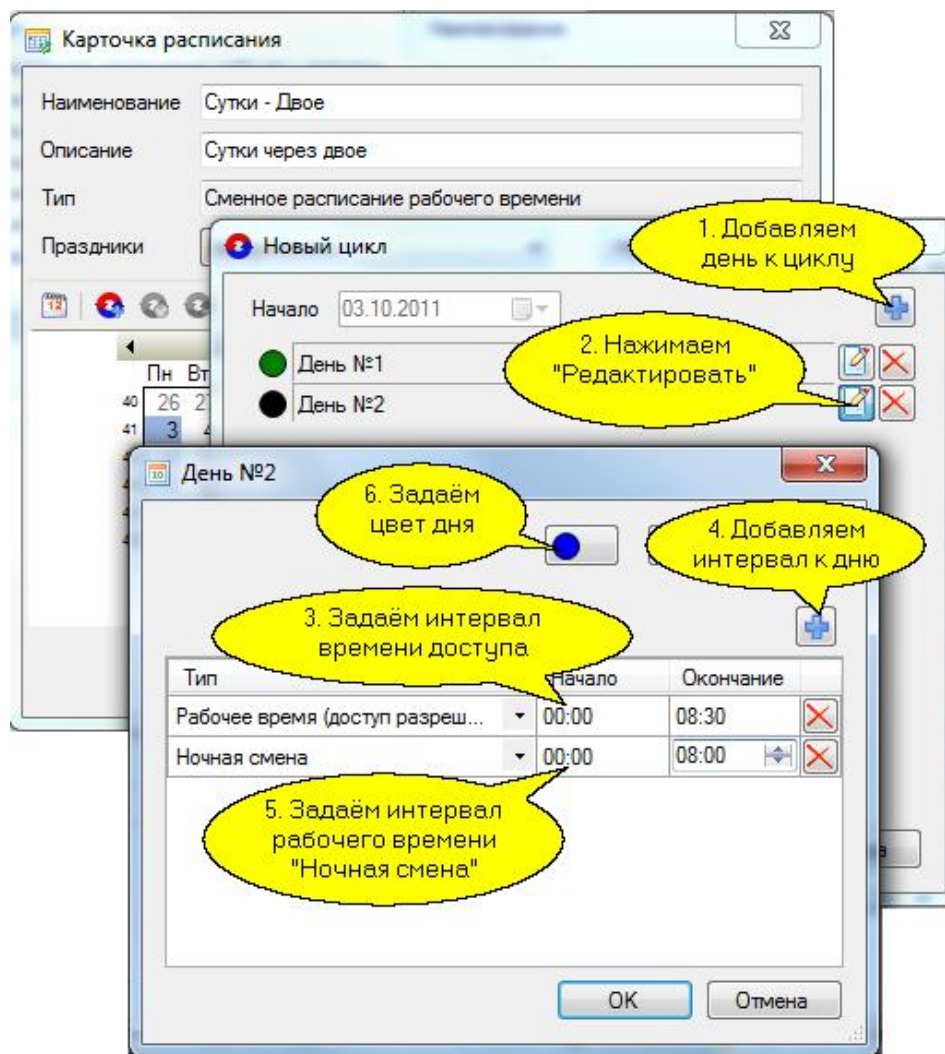 Карточка расписания
Наименование Сутки - Двое
Описание Сутки через двое
Тип Сменное расписание рабочего времени
Праздники
Новый цикл
1. Добавляем
день к циклу
Начало 03.10.2011
2. Нажимаем
"Редактировать"
День №1
День №2
Пн Вт
40 26
41 3
День №2
6. Задаём
цвет дня
4. Добавляем
интервал к дню
3. Задаём интервал
времени доступа
Тип Начало Окончание
Рабочее время (доступ разреш... 00:00 08:30
Ночная смена 00:00 08:00
5. Задаём интервал
рабочего времени
"Ночная смена"
OK Отмена